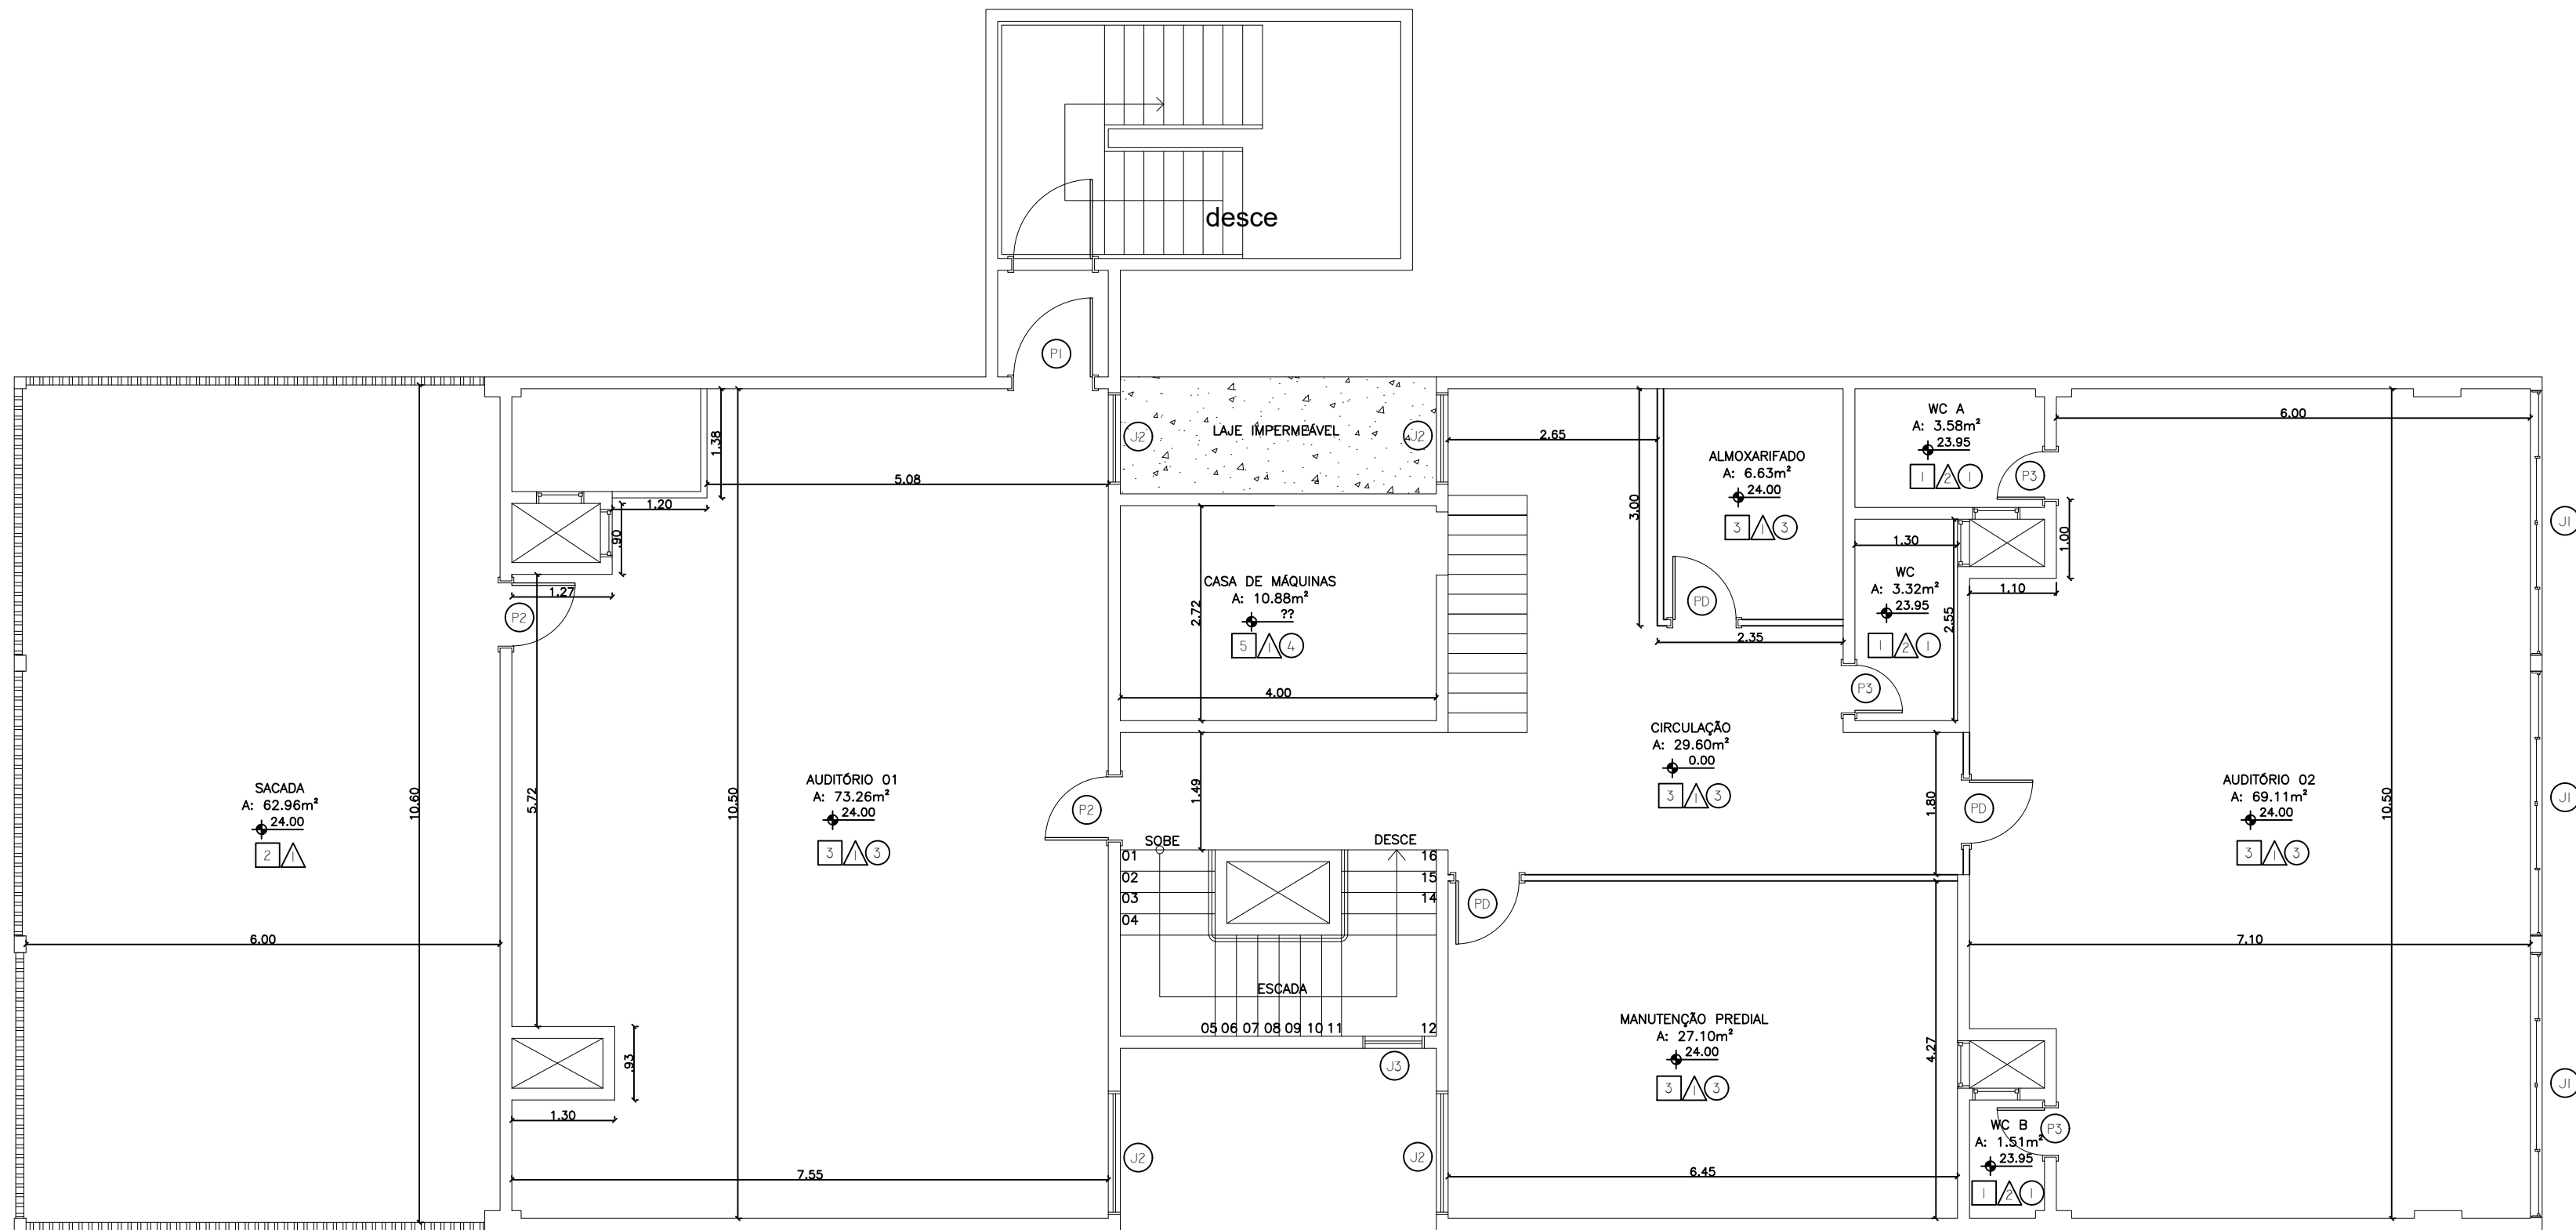 desce
P1
J2
LAJE IMPERMEÁVEL
J2
1.38
5.08
1.20
.90
1.27
P2
2.65
3.00
ALMOXARIFADO
A: 6.63m²
24.00
3 1 3
PD
2.35
WC A
A: 3.58m²
23.95
1 2 1
P3
6.00
1.00
1.10
1.30
WC
A: 3.32m²
23.95
1 2 1
2.55
P3
J1
CASA DE MÁQUINAS
A: 10.88m²
??
5 1 4
2.72
4.00
SACADA
A: 62.96m²
24.00
2 1
10.60
6.00
5.72
10.50
AUDITÓRIO 01
A: 73.26m²
24.00
3 1 3
P2
1.49
CIRCULAÇÃO
A: 29.60m²
0.00
3 1 3
1.80
PD
AUDITÓRIO 02
A: 69.11m²
24.00
3 1 3
10.50
J1
7.10
SOBE
DESCE
01
02
03
04
16
15
14
ESCADA
05 06 07 08 09 10 11
12
PD
J3
MANUTENÇÃO PREDIAL
A: 27.10m²
24.00
3 1 3
4.27
6.45
.93
1.30
7.55
J2
J2
WC B
A: 1.51m²
23.95
1 2 1
P3
J1